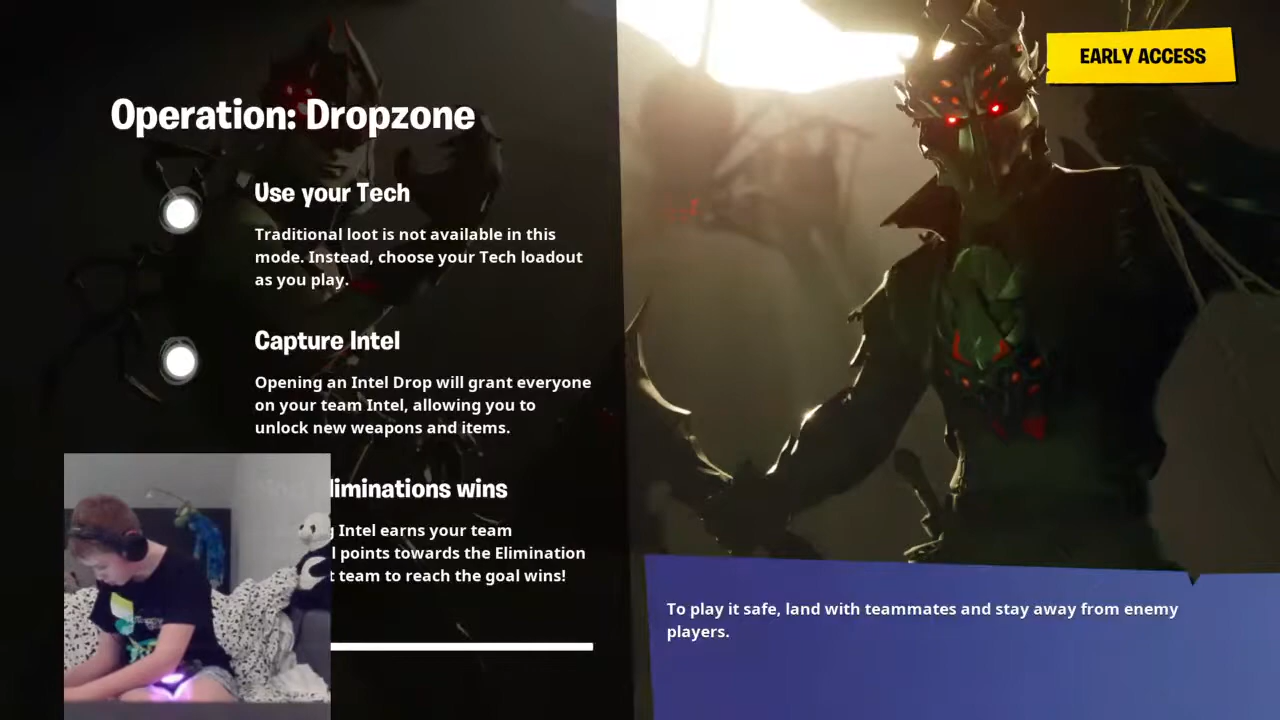 EARLY ACCESS
Operation: Dropzone
Use your Tech
Traditional loot is not available in this
mode. Instead, choose your Tech loadout
as you play.
Capture Intel
Opening an Intel Drop will grant everyone
on your team Intel, allowing you to
unlock new weapons and items.
liminations wins
Intel earns your team
points towards the Elimination
team to reach the goal wins!
To play it safe, land with teammates and stay away from enemy
players.